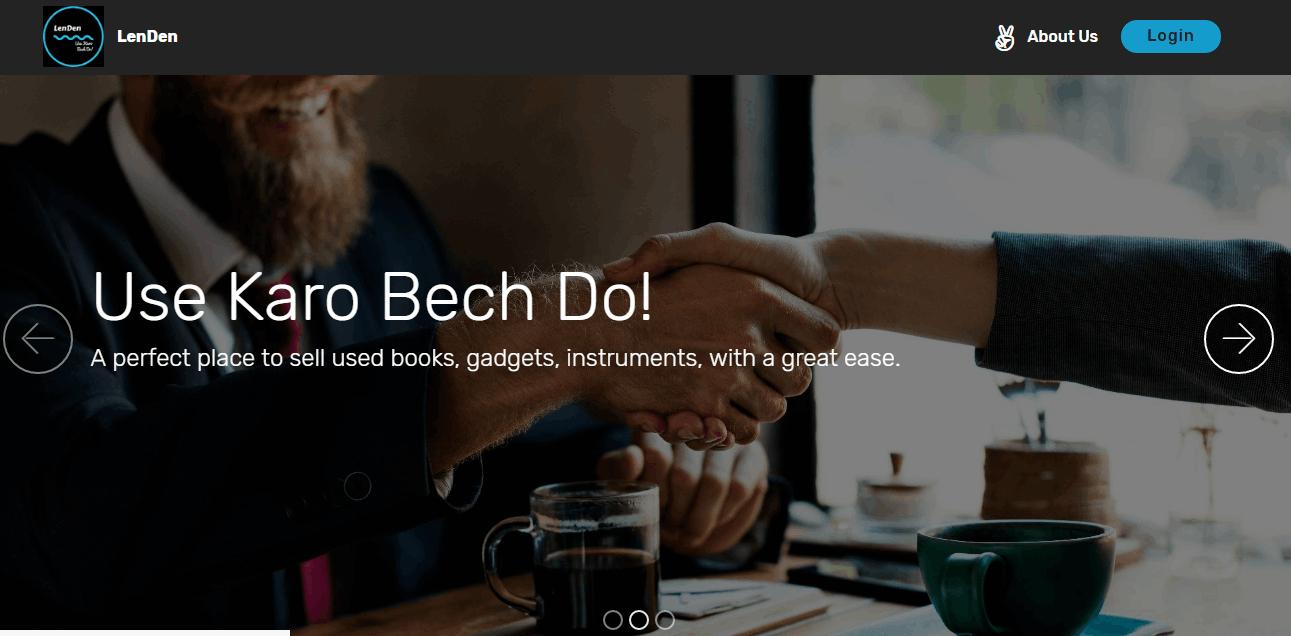 LenDen
Use Karo
Bech Do!
LenDen
About Us
Login
Use Karo Bech Do!
A perfect place to sell used books, gadgets, instruments, with a great ease.